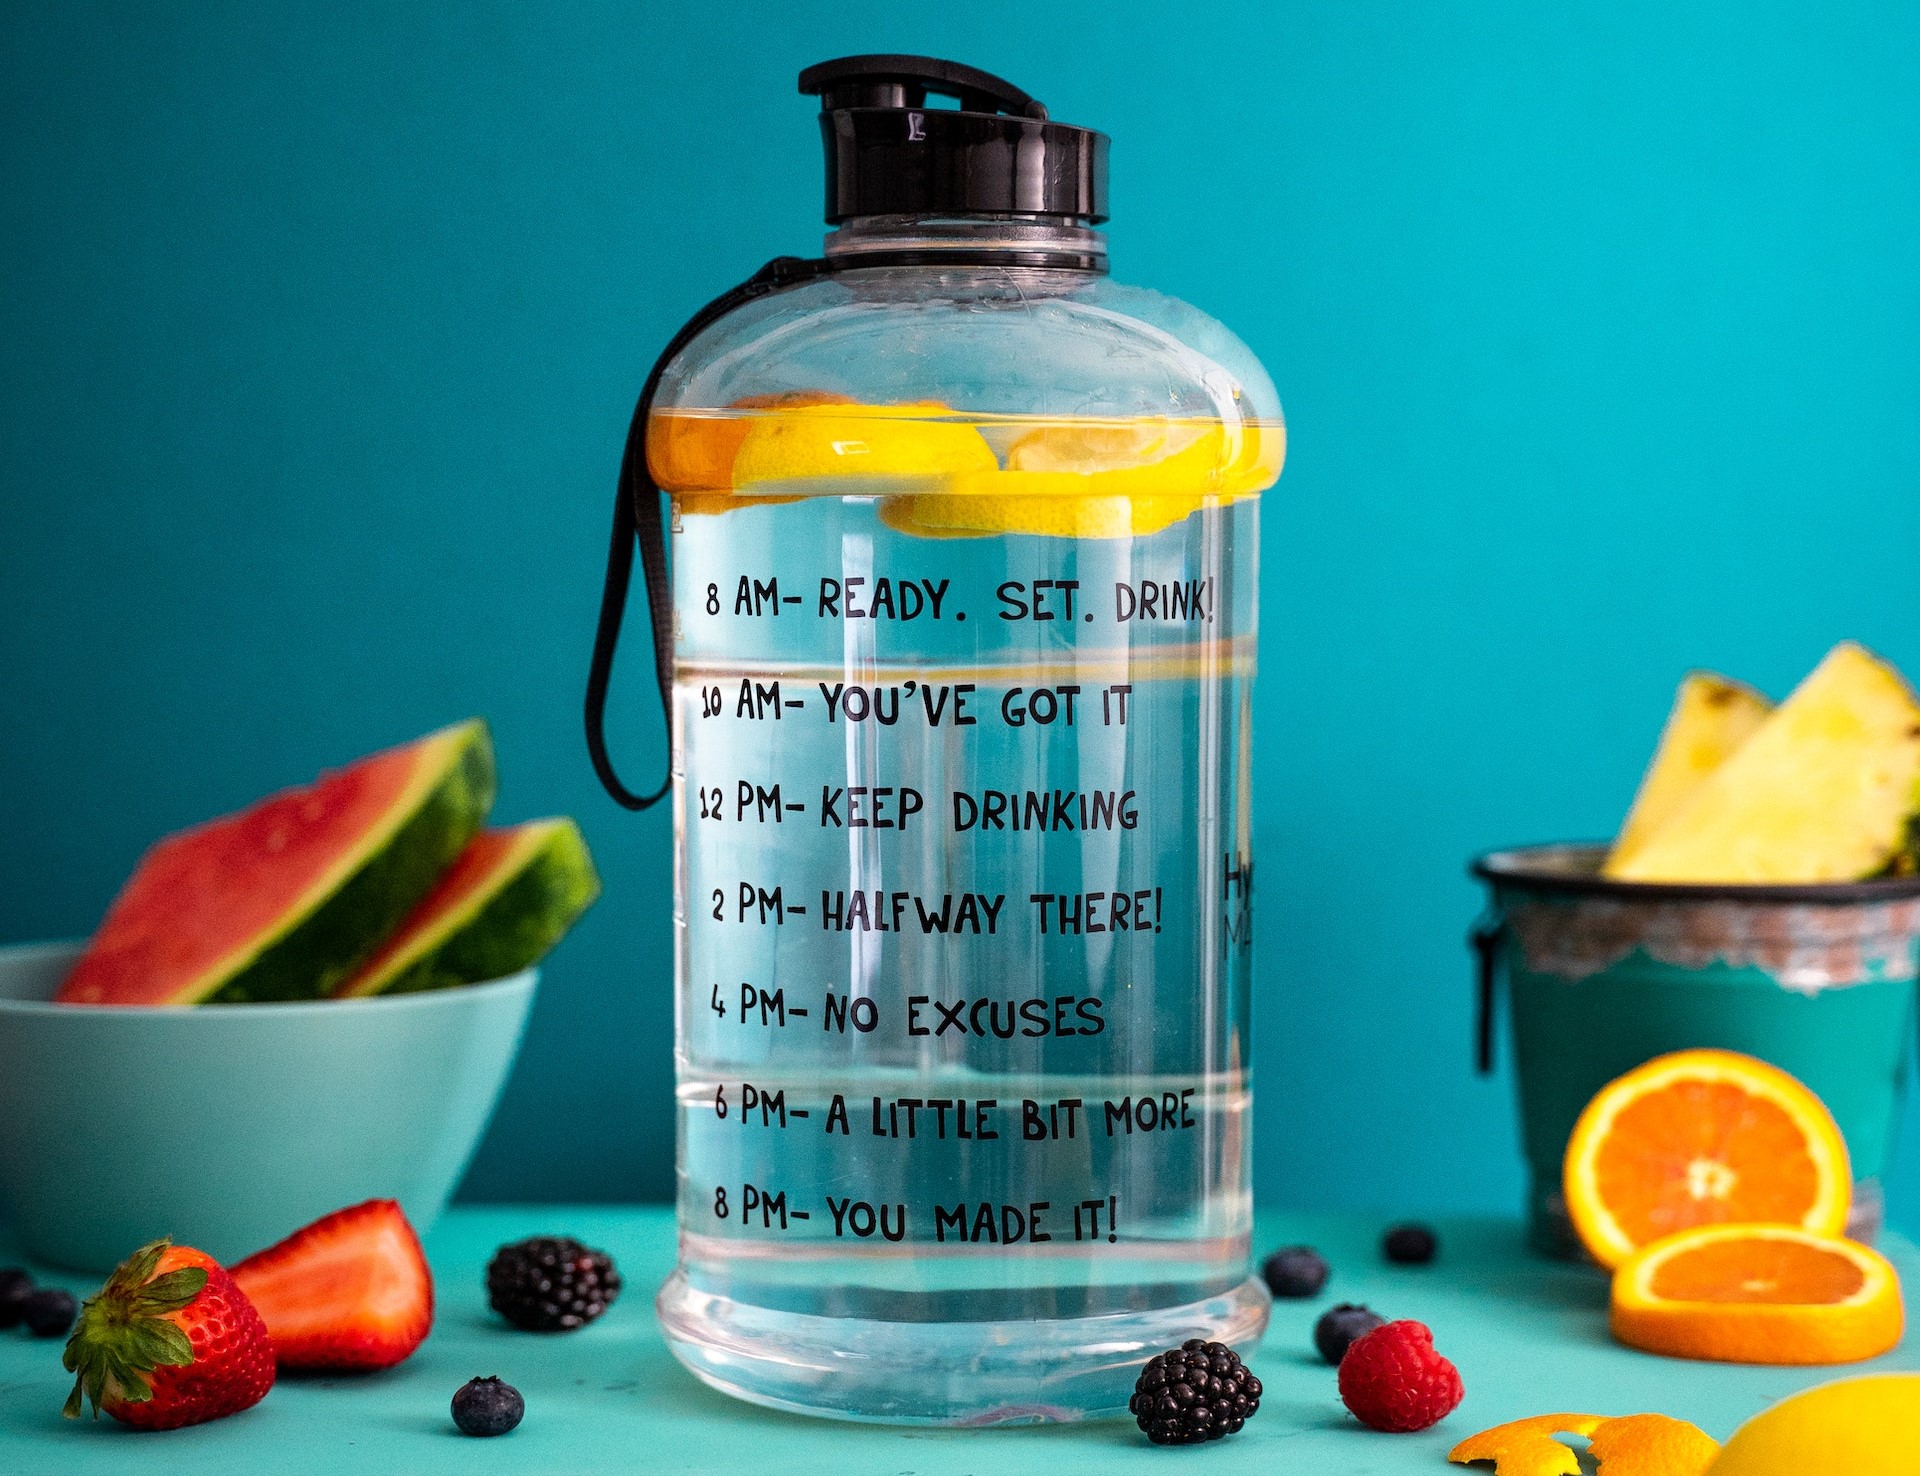 8 AM- READY. SET. DRINK!
10 AM- YOU'VE GOT IT
12 PM- KEEP DRINKING
2 PM- HALFWAY THERE!
4 PM- NO EXCUSES
6 PM- A LITTLE BIT MORE
8 PM- YOU MADE IT!